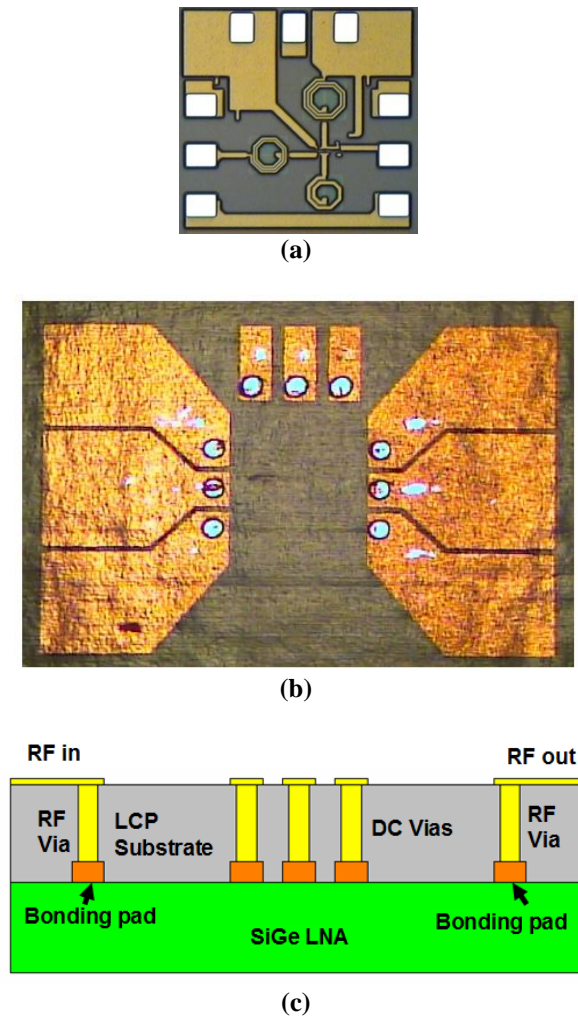 (a)
(b)
RF in
RF out
RF
Via
LCP
Substrate
DC Vias
RF
Via
Bonding pad
Bonding pad
SiGe LNA
(c)